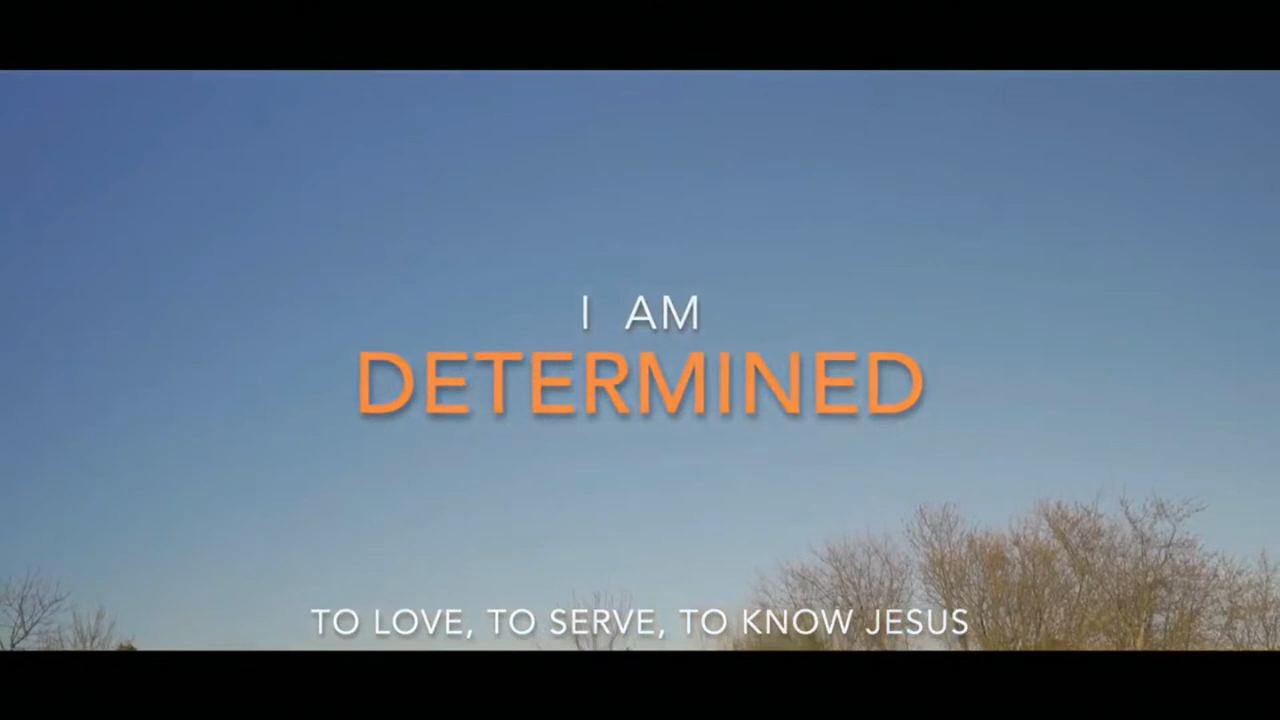 I AM
DETERMINED
TO LOVE, TO SERVE, TO KNOW JESUS